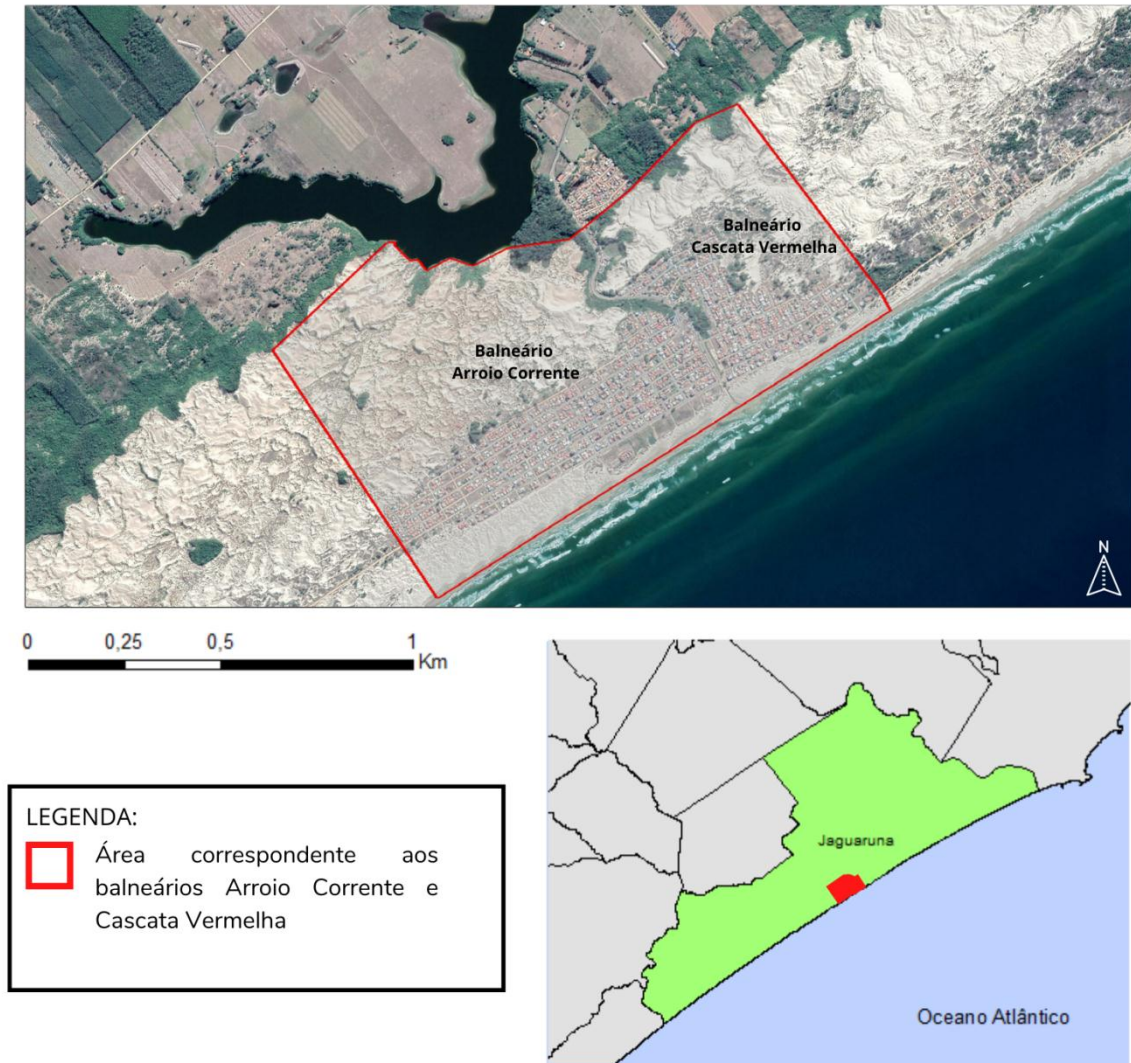 Balneário
Cascata Vermelha
Balneário
Arroio Corrente
N
0 0,25 0,5 1
Km
LEGENDA:
Área correspondente aos
balneários Arroio Corrente e
Cascata Vermelha
Jaguaruna
Oceano Atlântico